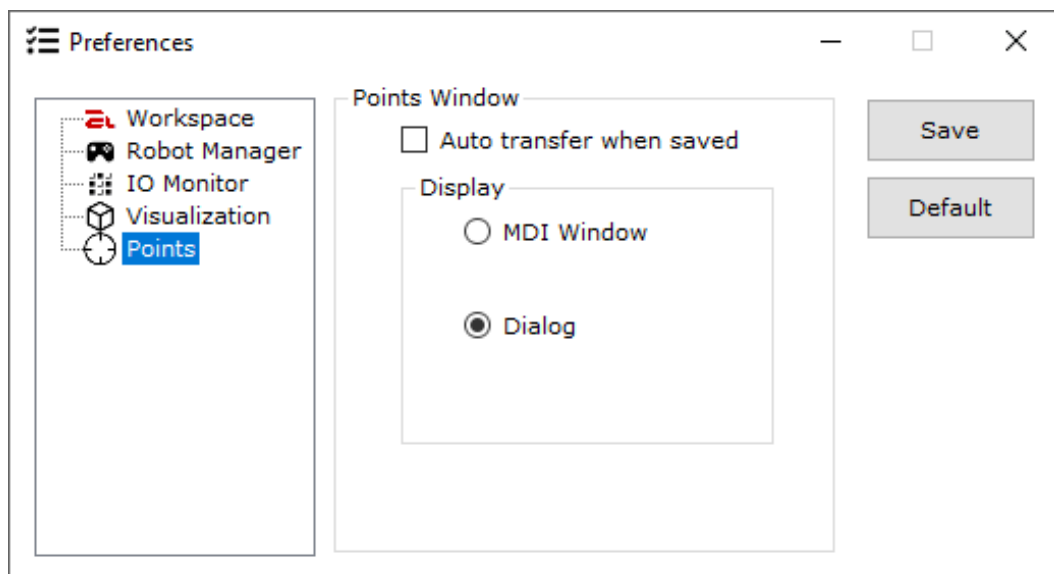 Preferences
Workspace
Robot Manager
IO Monitor
Visualization
Points
Points Window
Auto transfer when saved
Display
MDI Window
Dialog
Save
Default